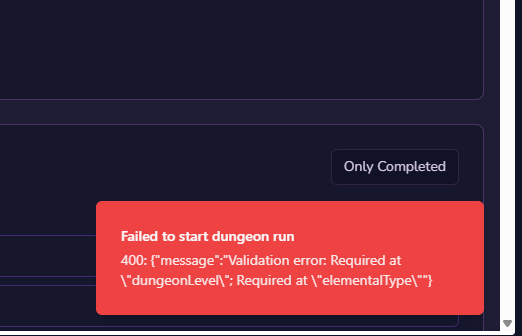 Only Completed
Failed to start dungeon run
400: {"message":"Validation error: Required at
\"dungeonLevel\"; Required at \"elementalType\""}